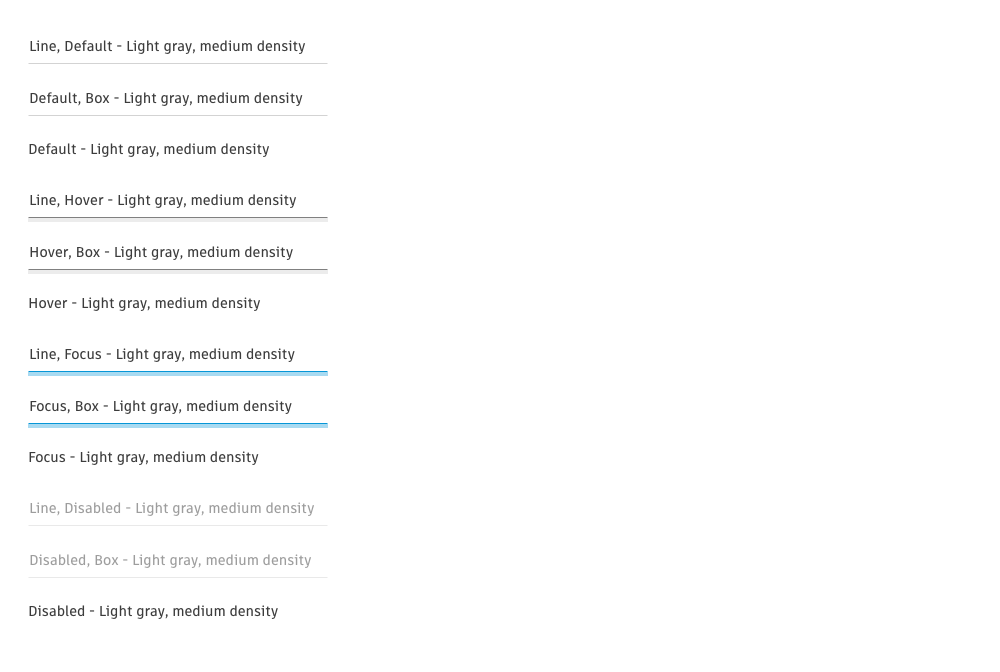 Line, Default - Light gray, medium density
Default, Box - Light gray, medium density
Default - Light gray, medium density
Line, Hover - Light gray, medium density
Hover, Box - Light gray, medium density
Hover - Light gray, medium density
Line, Focus - Light gray, medium density
Focus, Box - Light gray, medium density
Focus - Light gray, medium density
Line, Disabled - Light gray, medium density
Disabled, Box - Light gray, medium density
Disabled - Light gray, medium density